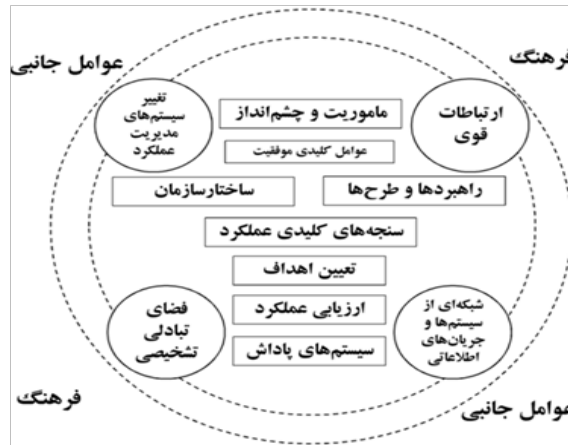 فرهنگ
عوامل جانبی
ارتباطات
قوی
ماموریت و چشم‌انداز
تغییر
سیستم‌های
مدیریت
عملکرد
عوامل کلیدی موفقیت
راهبردها و طرح‌ها
ساختارسازمان
سنجه‌های کلیدی عملکرد
تعیین اهداف
شبکه‌ای از
سیستم‌ها و
جریان‌های
اطلاعاتی
ارزیابی عملکرد
فضای
تبادلی
تشخیصی
سیستم‌های پاداش
عوامل جانبی
فرهنگ